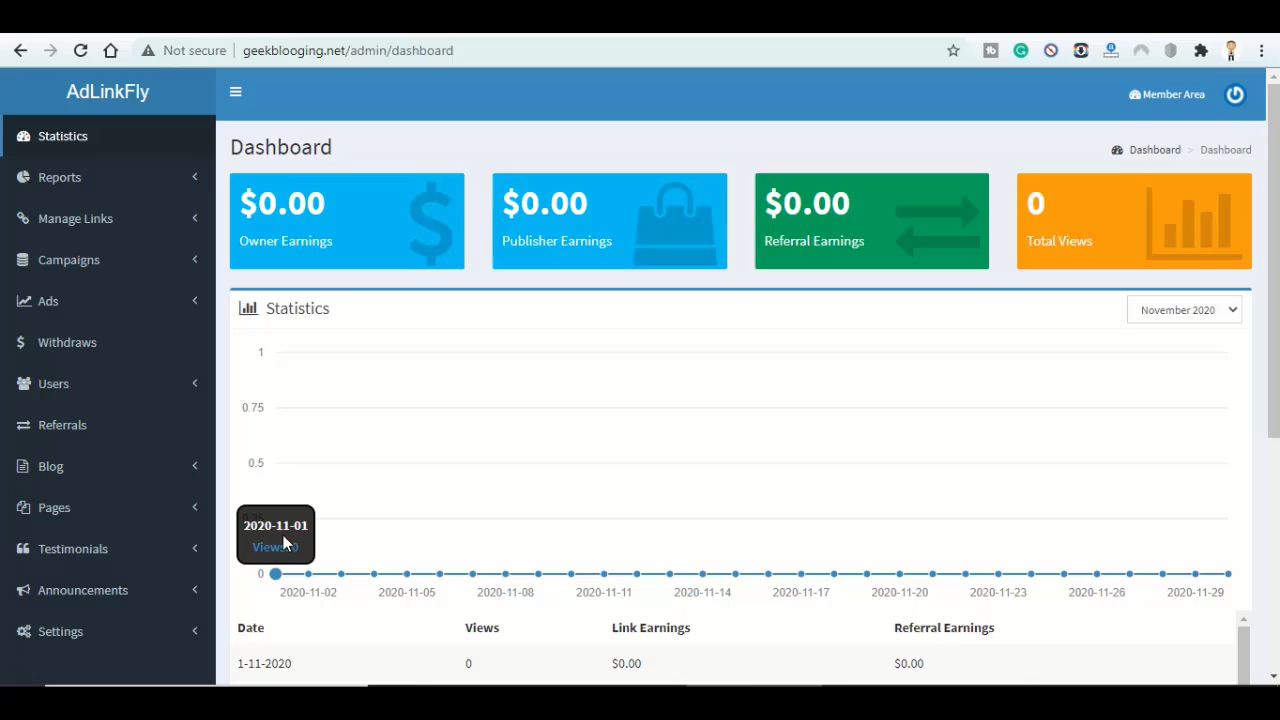 Not secure | geekblooging.net/admin/dashboard
AdLinkFly
Member Area
Statistics
Reports
Manage Links
Campaigns
Ads
Withdraws
Users
Referrals
Blog
Pages
Testimonials
Announcements
Settings
Dashboard
Dashboard > Dashboard
$0.00
Owner Earnings
$0.00
Publisher Earnings
$0.00
Referral Earnings
0
Total Views
Statistics
November 2020
1
0.75
0.5
2020-11-01
0
2020-11-02 2020-11-05 2020-11-08 2020-11-11 2020-11-14 2020-11-17 2020-11-20 2020-11-23 2020-11-26 2020-11-29
Date Views Link Earnings Referral Earnings
1-11-2020 0 $0.00 $0.00